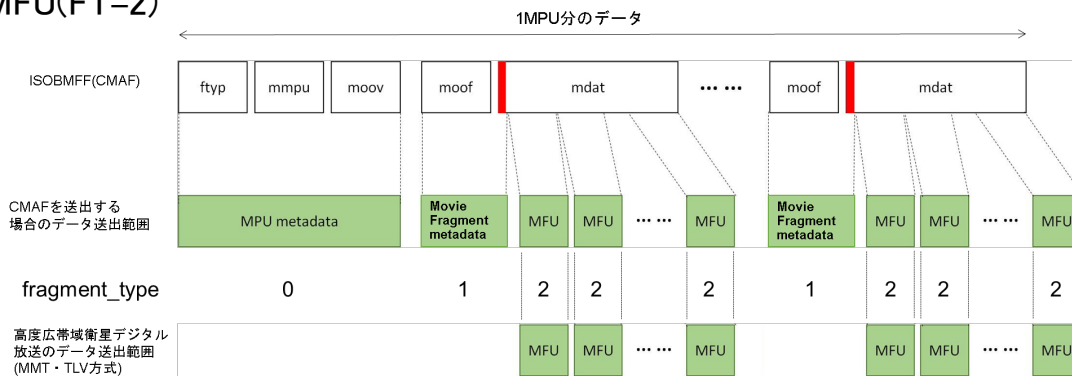 MFU(FT=2)
1MPU分のデータ
ISOBMFF(CMAF)
ftyp mmpu moov moof mdat ... ... moof mdat
CMAFを送出する
場合のデータ送出範囲
MPU metadata
Movie
Fragment
metadata
MFU MFU ... ... MFU
Movie
Fragment
metadata
MFU MFU ... ... MFU
fragment_type 0 1 2 2 2 1 2 2 2
高度広帯域衛星デジタル
放送のデータ送出範囲
(MMT・TLV方式)
MFU MFU ... ... MFU MFU MFU ... ... MFU